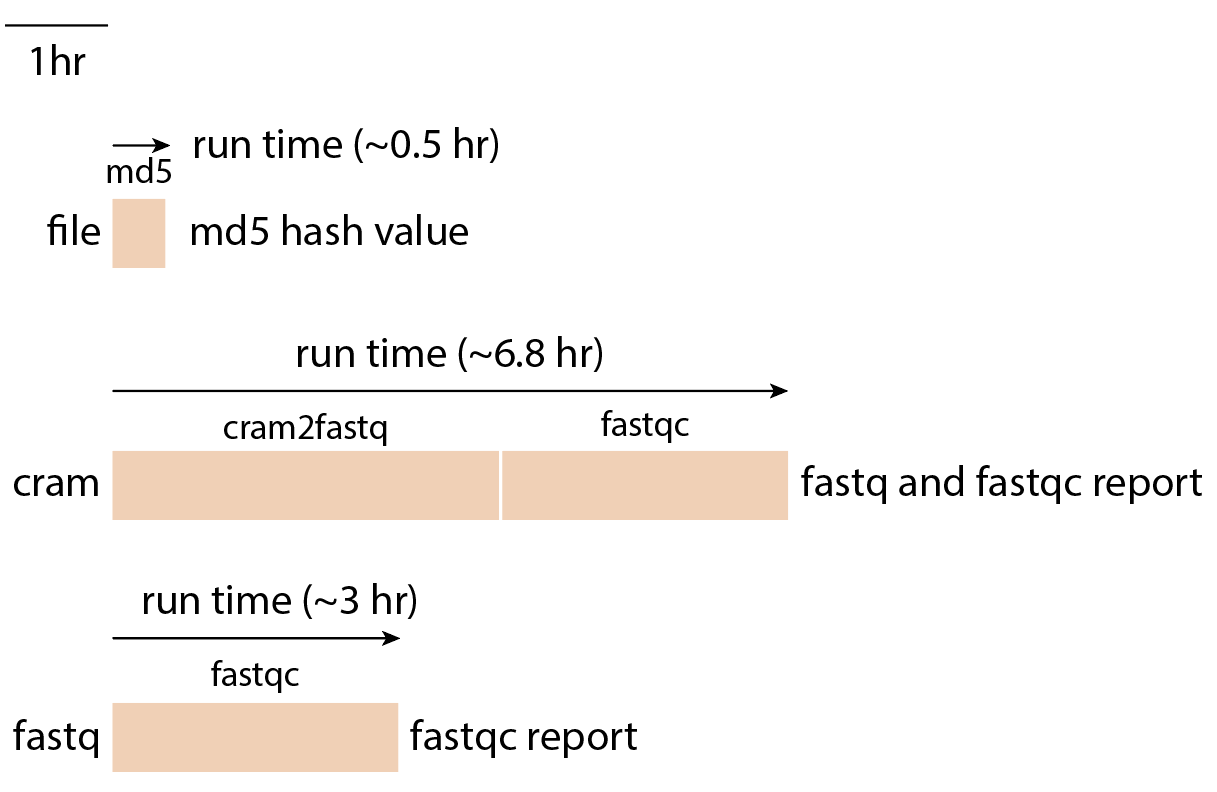 1hr
run time (~0.5 hr)
md5
file md5 hash value
run time (~6.8 hr)
cram2fastq fastqc
cram fastq and fastqc report
run time (~3 hr)
fastqc
fastq fastqc report